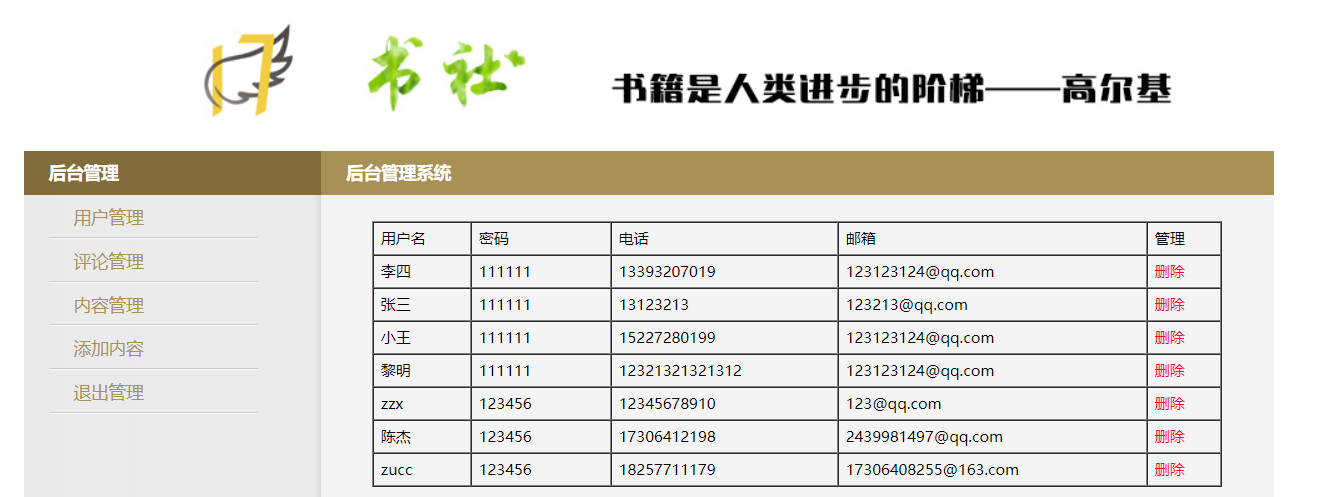 17 书社
书籍是人类进步的阶梯——高尔基
后台管理 后台管理系统
用户管理
评论管理
内容管理
添加内容
退出管理
用户名 密码 电话 邮箱 管理
李四 111111 13393207019 123123124@qq.com 删除
张三 111111 13123213 123213@qq.com 删除
小王 111111 15227280199 123123124@qq.com 删除
黎明 111111 12321321321312 123123124@qq.com 删除
zzx 123456 12345678910 123@qq.com 删除
陈杰 123456 17306412198 2439981497@qq.com 删除
zucc 123456 18257711179 17306408255@163.com 删除